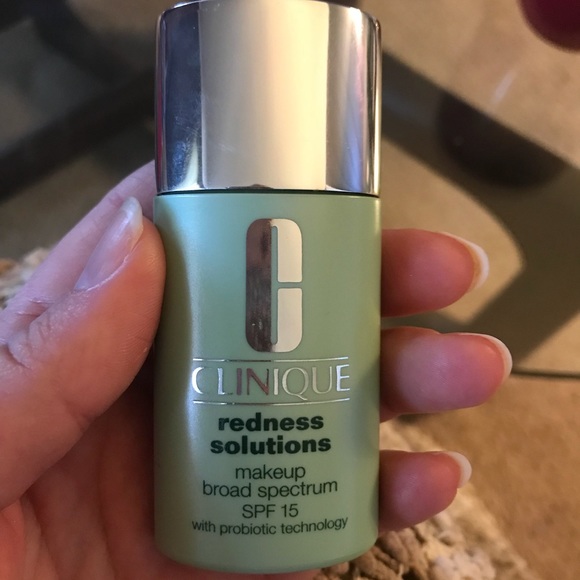 CLINIQUE
redness
solutions
makeup
broad spectrum
SPF 15
with probiotic technology